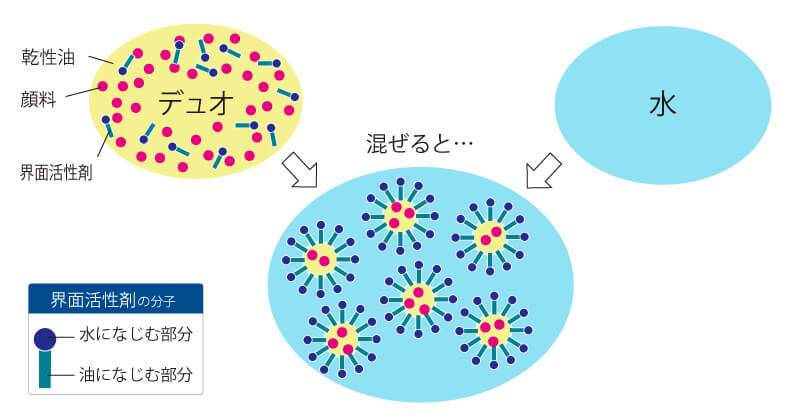 乾性油
顔料
界面活性剤
デュオ
水
混ぜると…
界面活性剤の分子
水になじむ部分
油になじむ部分